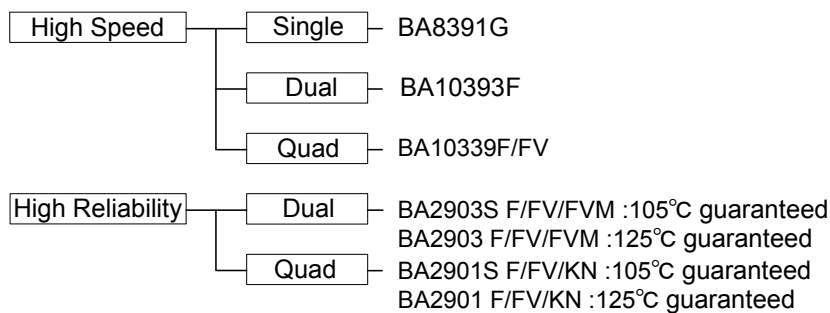 High Speed Single BA8391G
Dual BA10393F
Quad BA10339F/FV
High Reliability Dual BA2903S F/FV/FVM :105℃ guaranteed
BA2903 F/FV/FVM :125℃ guaranteed
Quad BA2901S F/FV/KN :105℃ guaranteed
BA2901 F/FV/KN :125℃ guaranteed